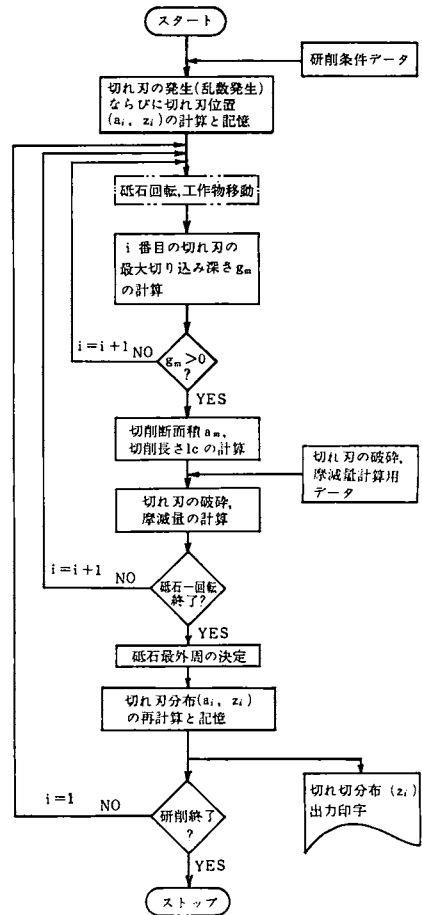 スタート
研削条件データ
切れ刃の発生(乱数発生)
ならびに切れ刃位置
(ai, zi)の計算と記憶
砥石回転,工作物移動
i 番目の切れ刃の
最大切り込み深さgm
の計算
i=i+1 NO
gm>0
?
YES
切削断面積am,
切削長さlcの計算
切れ刃の破砕,
摩滅量計算用
データ
切れ刃の破砕,
摩滅量の計算
i=i+1 NO
砥石一回転
終了?
YES
砥石最外周の決定
切れ刃分布(ai, zi)
の再計算と記憶
切れ切分布 (zi)
出力印字
i=1 NO
研削終了
?
YES
ストップ